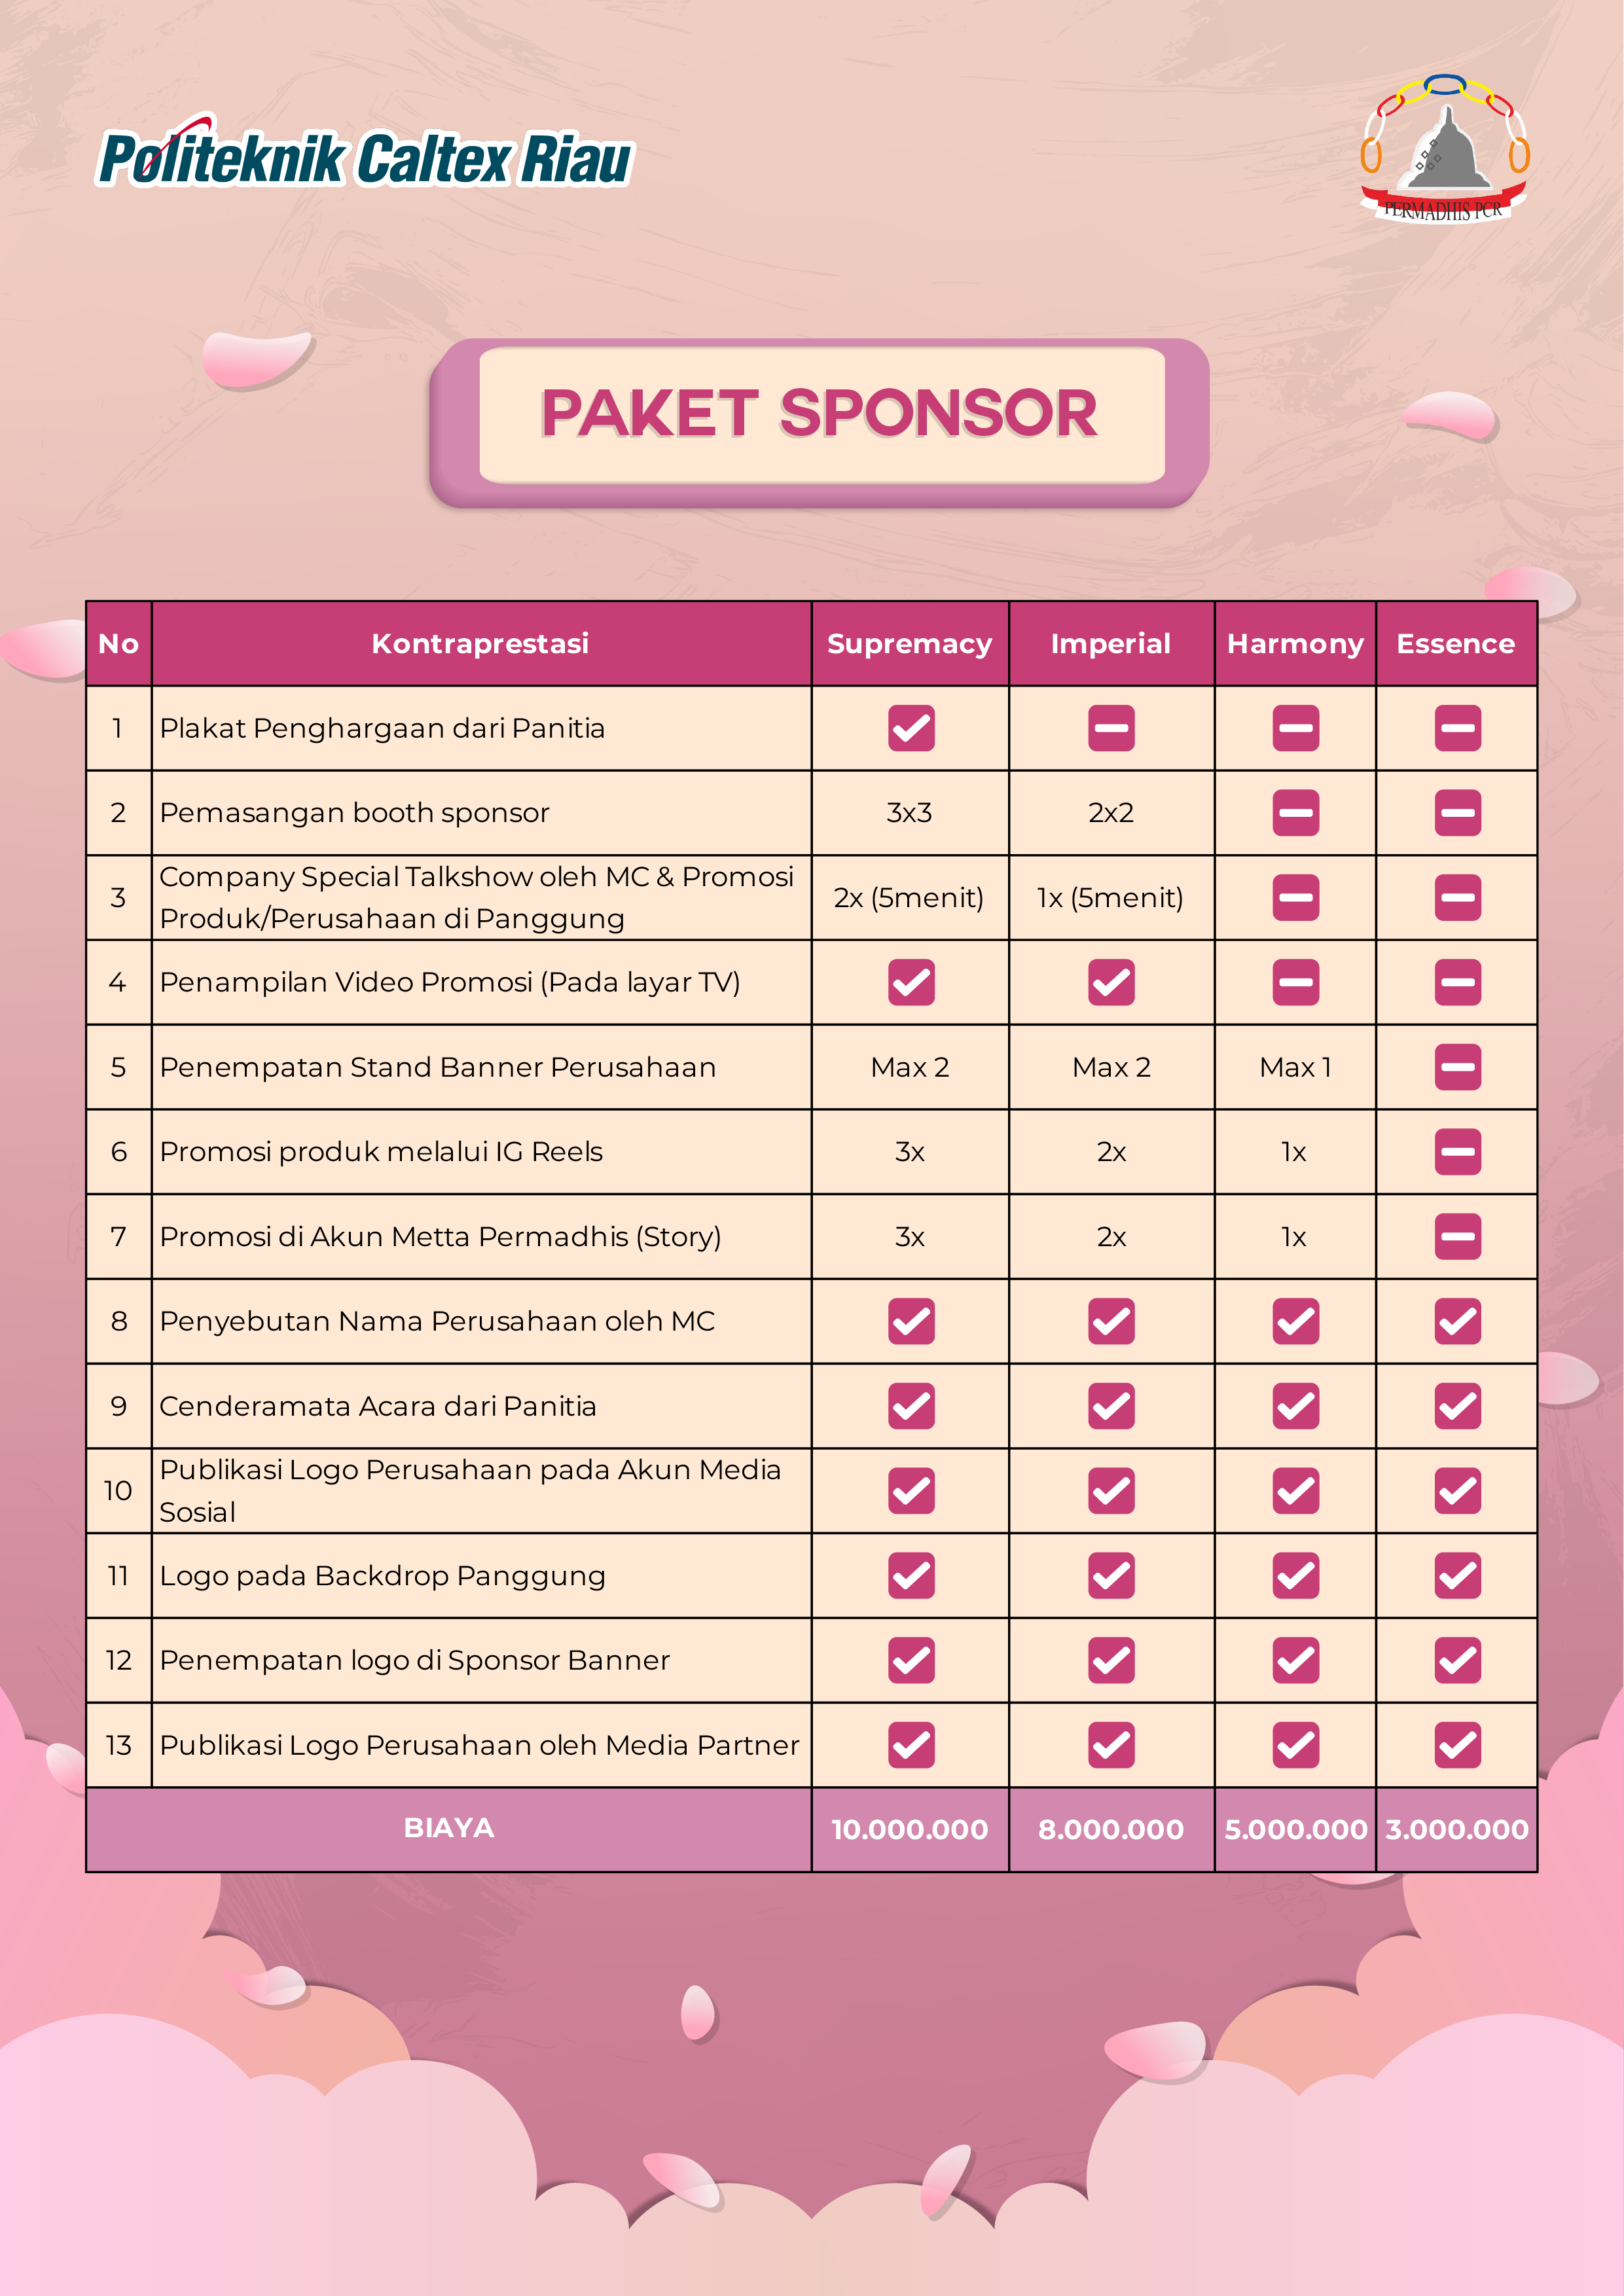 Politeknik Caltex Riau
PERMADHIS PCR
PAKET SPONSOR
No Kontraprestasi Supremacy Imperial Harmony Essence
1 Plakat Penghargaan dari Panitia
2 Pemasangan booth sponsor 3x3 2x2
3 Company Special Talkshow oleh MC & Promosi
Produk/Perusahaan di Panggung 2x (5menit) 1x (5menit)
4 Penampilan Video Promosi (Pada layar TV)
5 Penempatan Stand Banner Perusahaan Max 2 Max 2 Max 1
6 Promosi produk melalui IG Reels 3x 2x 1x
7 Promosi di Akun Metta Permadhis (Story) 3x 2x 1x
8 Penyebutan Nama Perusahaan oleh MC
9 Cenderamata Acara dari Panitia
10 Publikasi Logo Perusahaan pada Akun Media
Sosial
11 Logo pada Backdrop Panggung
12 Penempatan logo di Sponsor Banner
13 Publikasi Logo Perusahaan oleh Media Partner
BIAYA 10.000.000 8.000.000 5.000.000 3.000.000